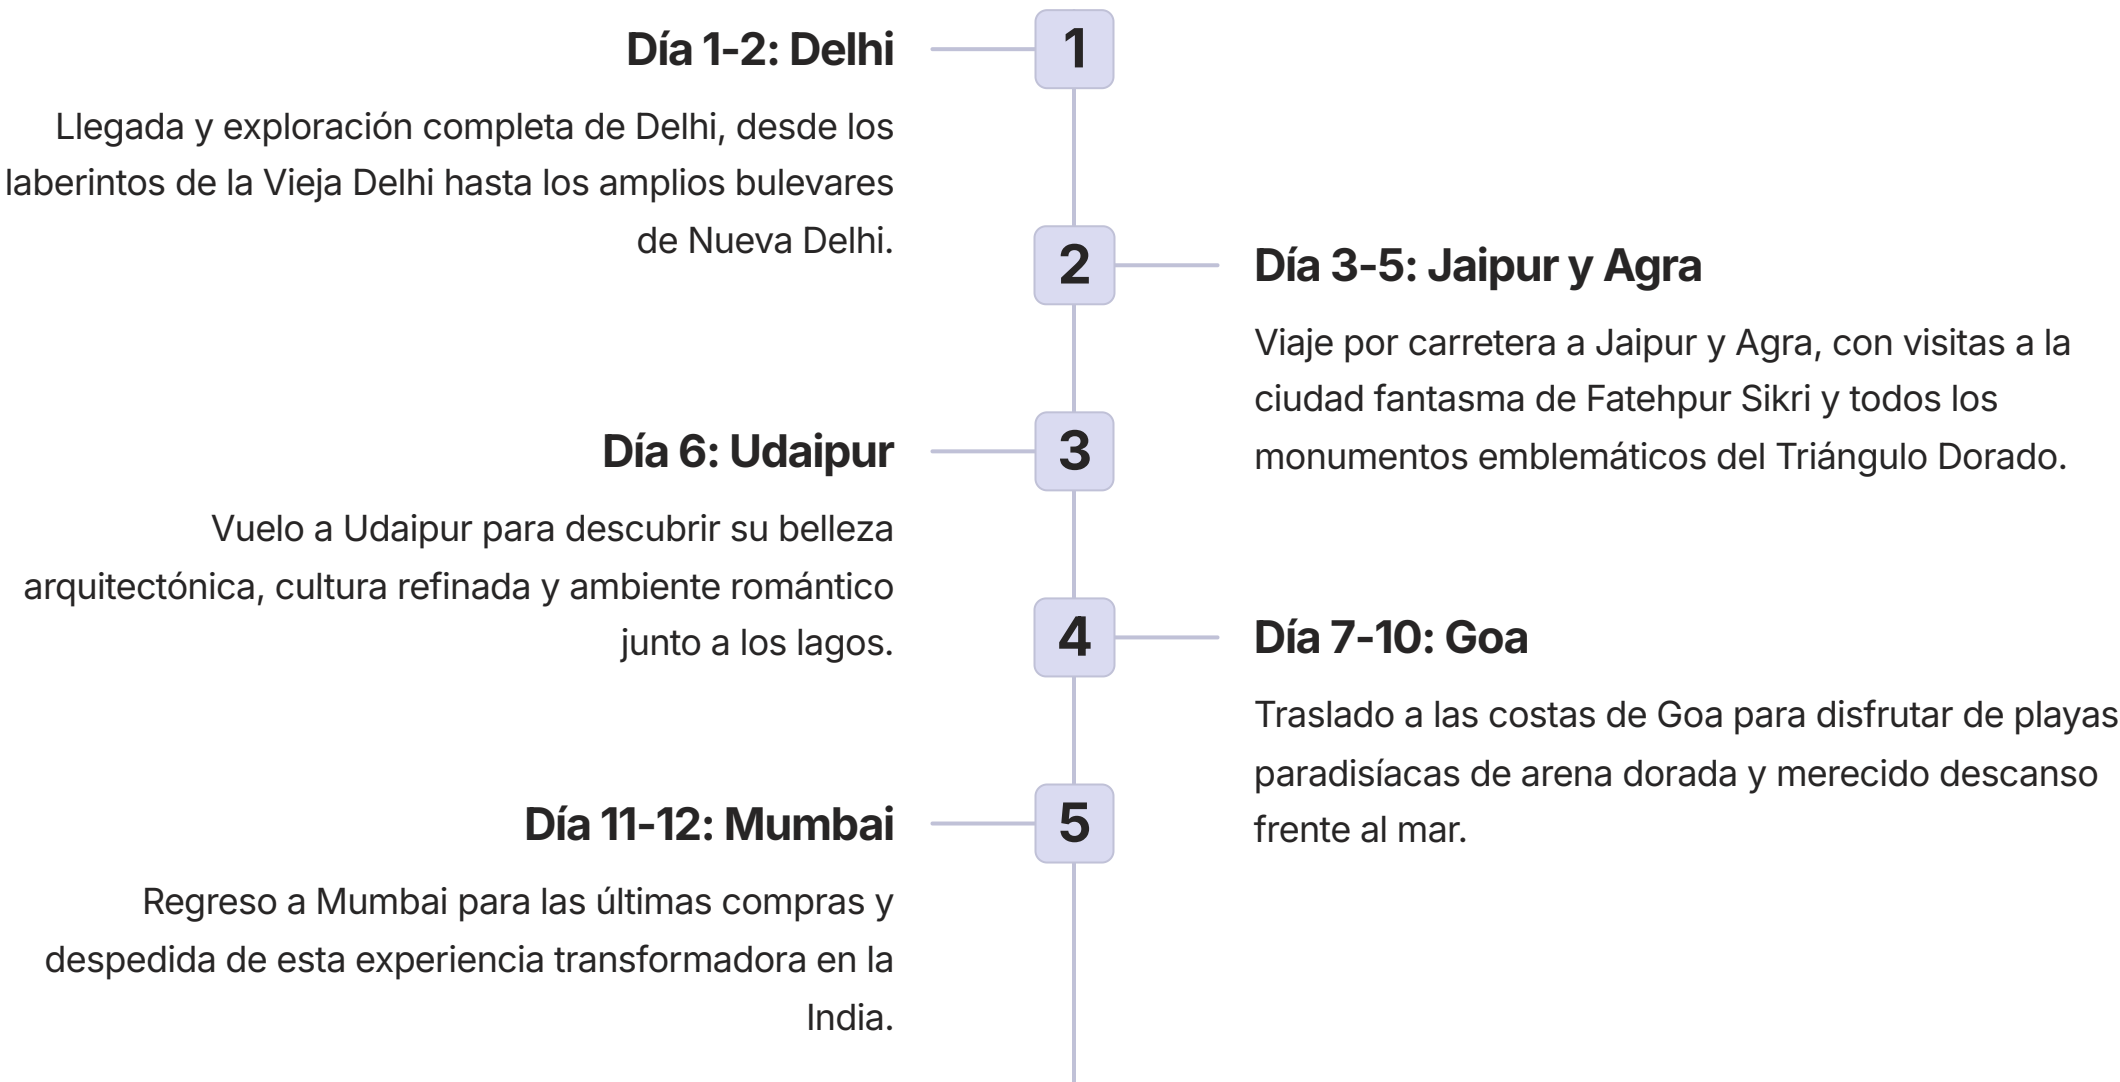 1
Día 1-2: Delhi
Llegada y exploración completa de Delhi, desde los
laberintos de la Vieja Delhi hasta los amplios bulevares
de Nueva Delhi.
2
Día 3-5: Jaipur y Agra
Viaje por carretera a Jaipur y Agra, con visitas a la
ciudad fantasma de Fatehpur Sikri y todos los
monumentos emblemáticos del Triángulo Dorado.
3
Día 6: Udaipur
Vuelo a Udaipur para descubrir su belleza
arquitectónica, cultura refinada y ambiente romántico
junto a los lagos.
4
Día 7-10: Goa
Traslado a las costas de Goa para disfrutar de playas
paradisíacas de arena dorada y merecido descanso
frente al mar.
5
Día 11-12: Mumbai
Regreso a Mumbai para las últimas compras y
despedida de esta experiencia transformadora en la
India.